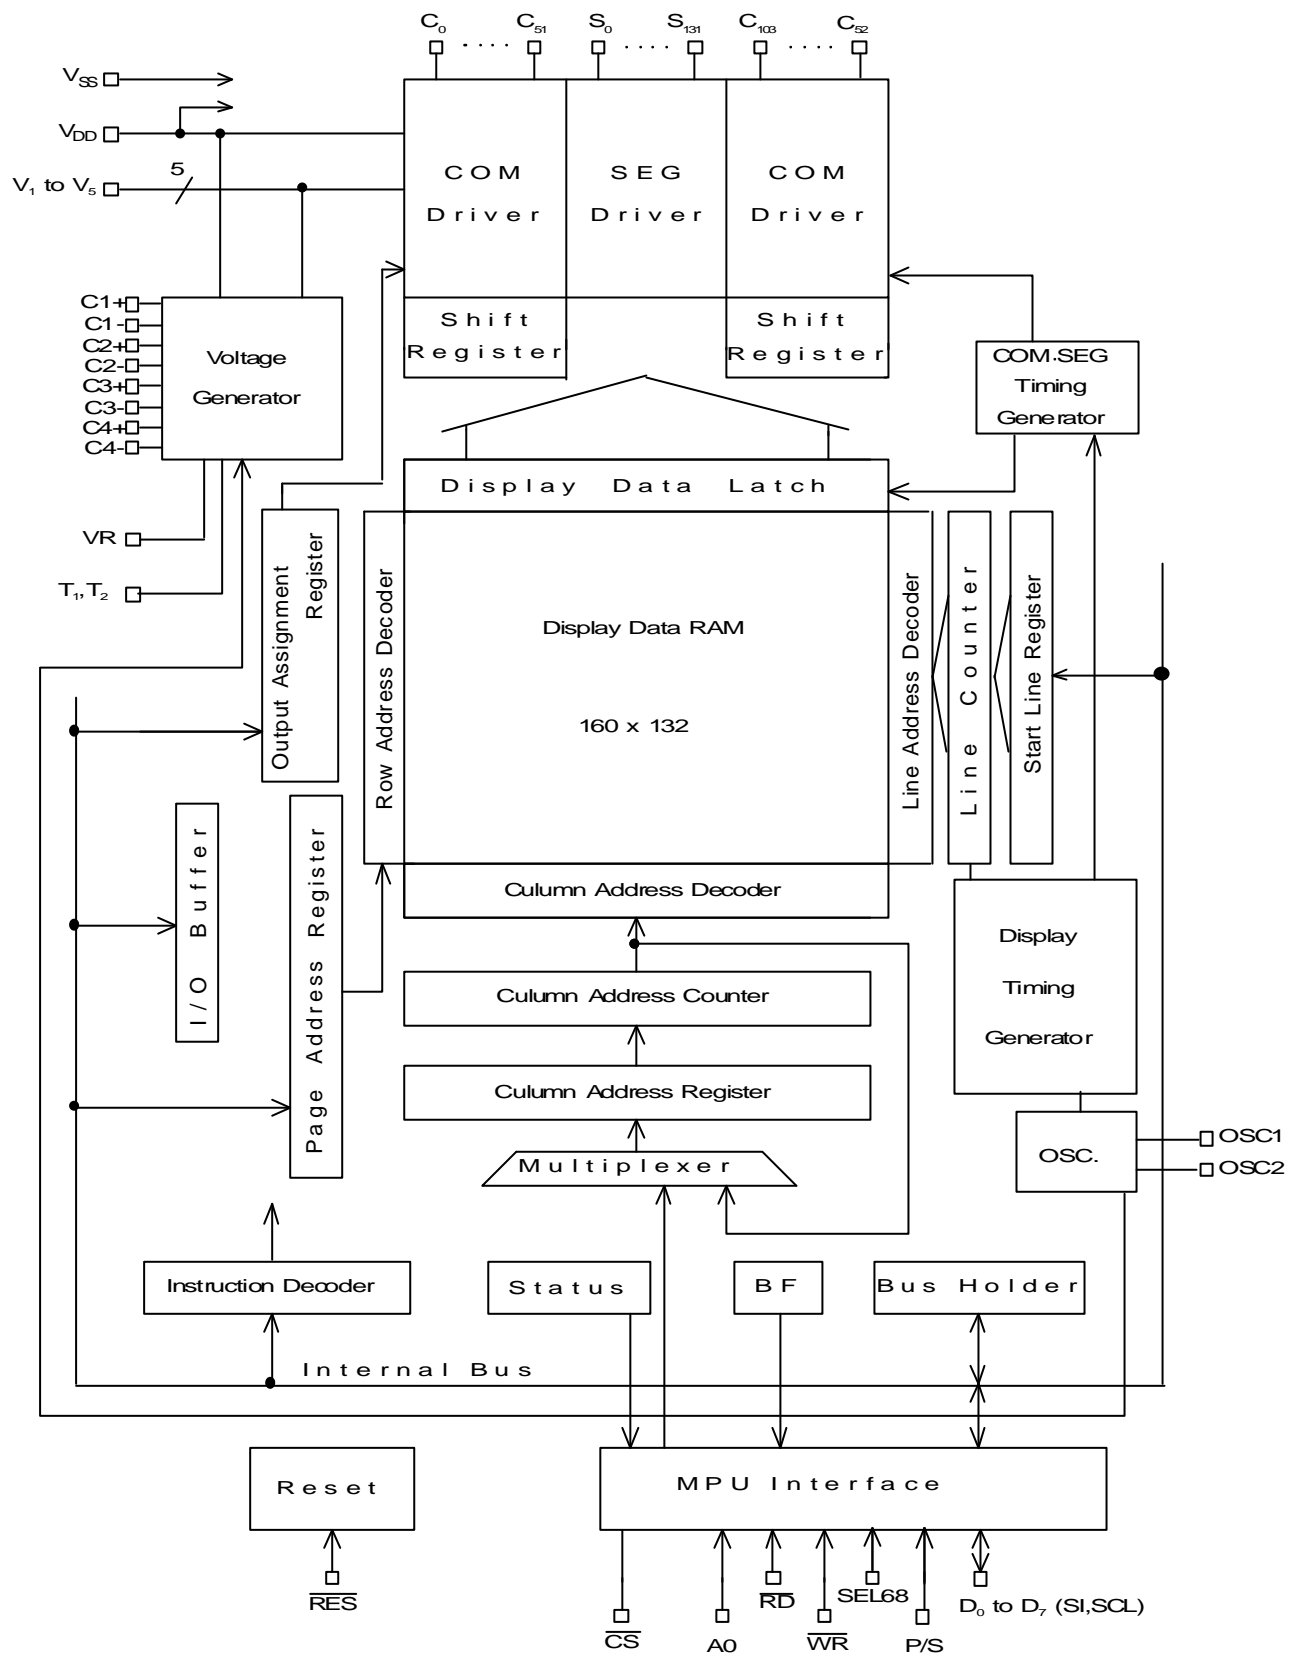 C₀ ···· C₅₁ S₀ ···· S₁₃₁ C₁₀₃ ···· C₅₂
VSS
VDD
V₁ to V₅
5
COM
Driver
SEG
Driver
COM
Driver
Shift
Register
Shift
Register
C1+
C1-
C2+
C2-
C3+
C3-
C4+
C4-
Voltage
Generator
COM·SEG
Timing
Generator
VR
T₁,T₂
Output Assignment
Register
Row Address Decoder
Display Data Latch
Display Data RAM
160 x 132
Line Address Decoder
Line Counter
Start Line Register
I/O Buffer
Page Address Register
Culumn Address Decoder
Culumn Address Counter
Culumn Address Register
Multiplexer
Display
Timing
Generator
OSC.
OSC1
OSC2
Instruction Decoder
Status
BF
Bus Holder
Internal Bus
Reset
MPU Interface
R̅E̅S̅
C̅S̅
A0
R̅D̅
W̅R̅
SEL68
P/S
D₀ to D₇ (SI,SCL)